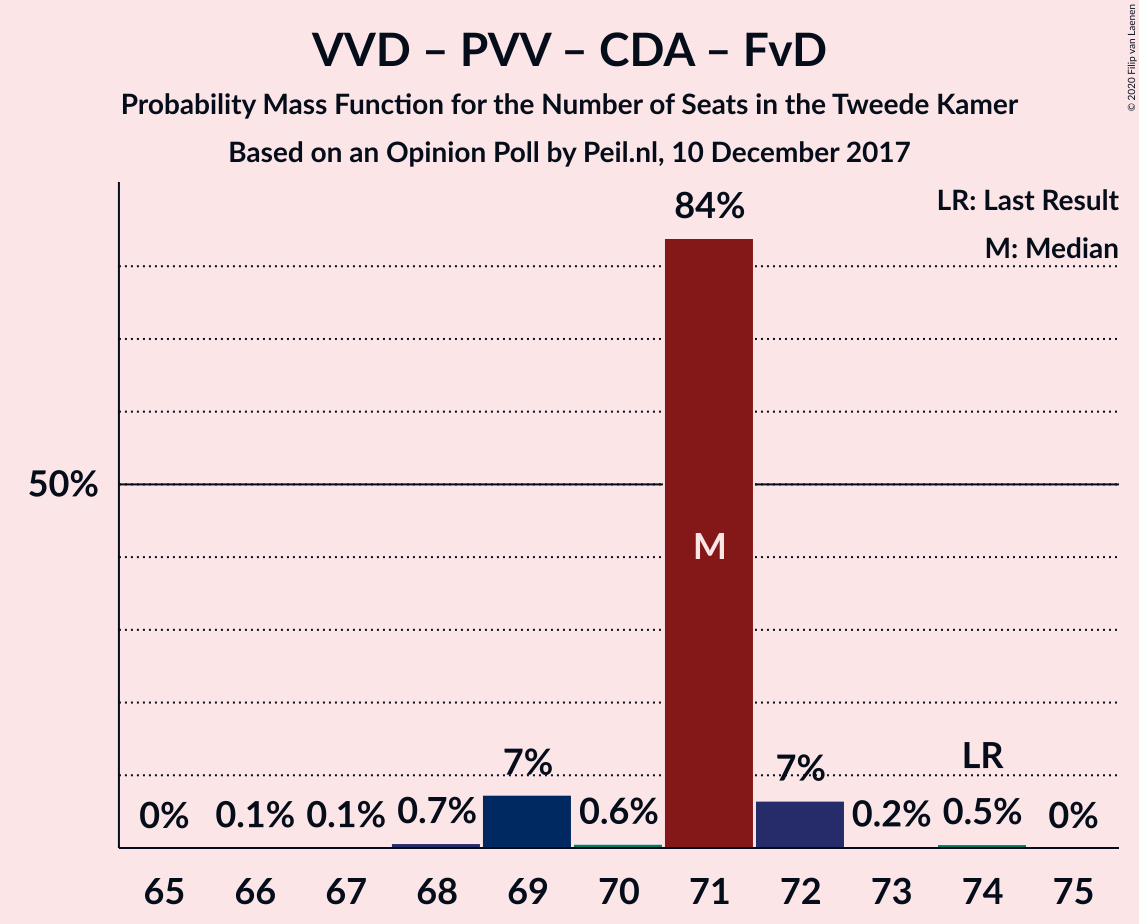 VVD – PVV – CDA – FvD
Probability Mass Function for the Number of Seats in the Tweede Kamer
Based on an Opinion Poll by Peil.nl, 10 December 2017
© 2020 Filip van Laenen
LR: Last Result
M: Median
84%
50%
M
7%
7%
LR
0%
0.1%
0.1%
0.7%
0.6%
0.2%
0.5%
0%
65 66 67 68 69 70 71 72 73 74 75